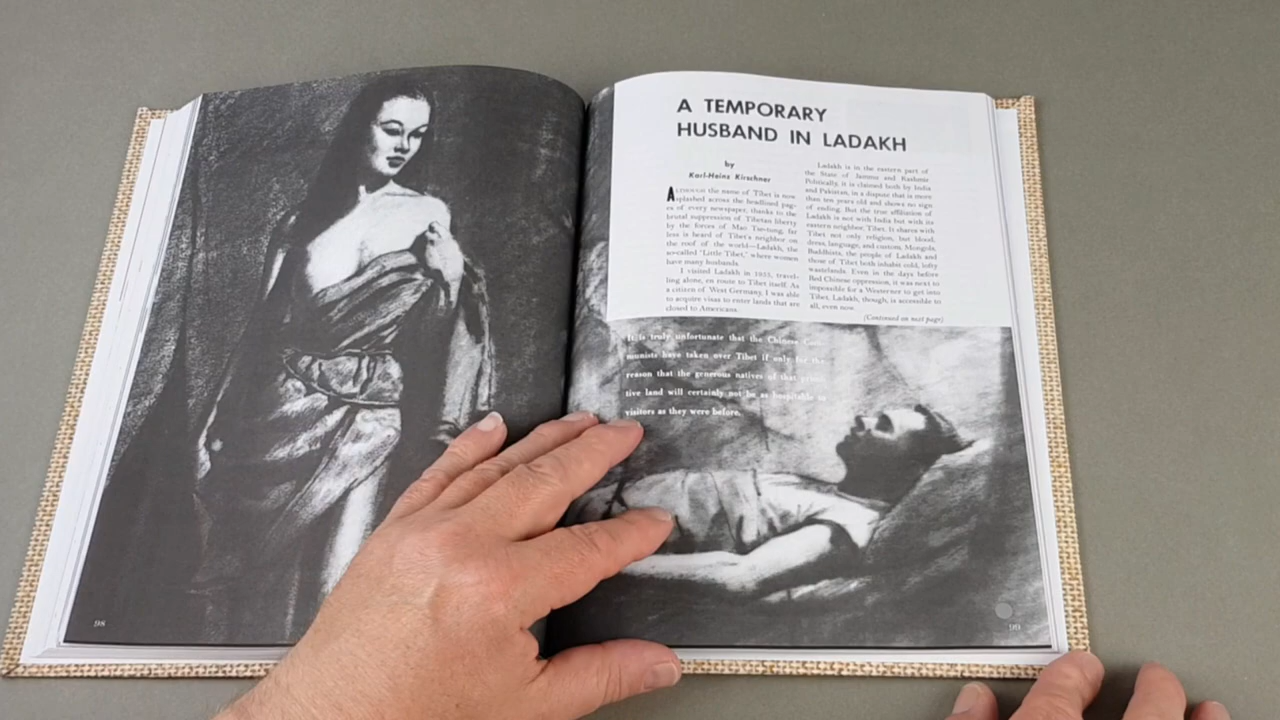 A TEMPORARY
HUSBAND IN LADAKH
by
Karl-Heinz Kirschner
ALTHOUGH the name of Tibet is now
splashed across the headlined pag-
es of every newspaper, thanks to the
brutal suppression of Tibetan liberty
by the forces of Mao Tse-tung, far
less is heard of Tibet's neighbor on
the roof of the world—Ladakh, the
so-called "Little Tibet," where women
have many husbands.
I visited Ladakh in 1955, travel-
ling alone, en route to Tibet itself. As
a citizen of West Germany, I was able
to acquire visas to enter lands that are
closed to Americans.
Ladakh is in the eastern part of
the State of Jammu and Kashmir.
Politically, it is claimed both by India
and Pakistan, in a dispute that is more
than ten years old and shows no sign
of ending. But the true affiliation of
Ladakh is not with India but with its
eastern neighbor, Tibet. It shares with
Tibet not only religion, but blood,
dress, language, and custom. Mongols,
Buddhists, the people of Ladakh and
those of Tibet both inhabit cold, lofty
wastelands. Even in the days before
Red Chinese oppression, it was next to
impossible for a Westerner to get into
Tibet. Ladakh, though, is accessible to
all, even now.
(Continued on next page)
It is truly unfortunate that the Chinese Com-
munists have taken over Tibet if only for the
reason that the generous natives of that primi-
tive land will certainly not be as hospitable to
visitors as they were before.
98
99